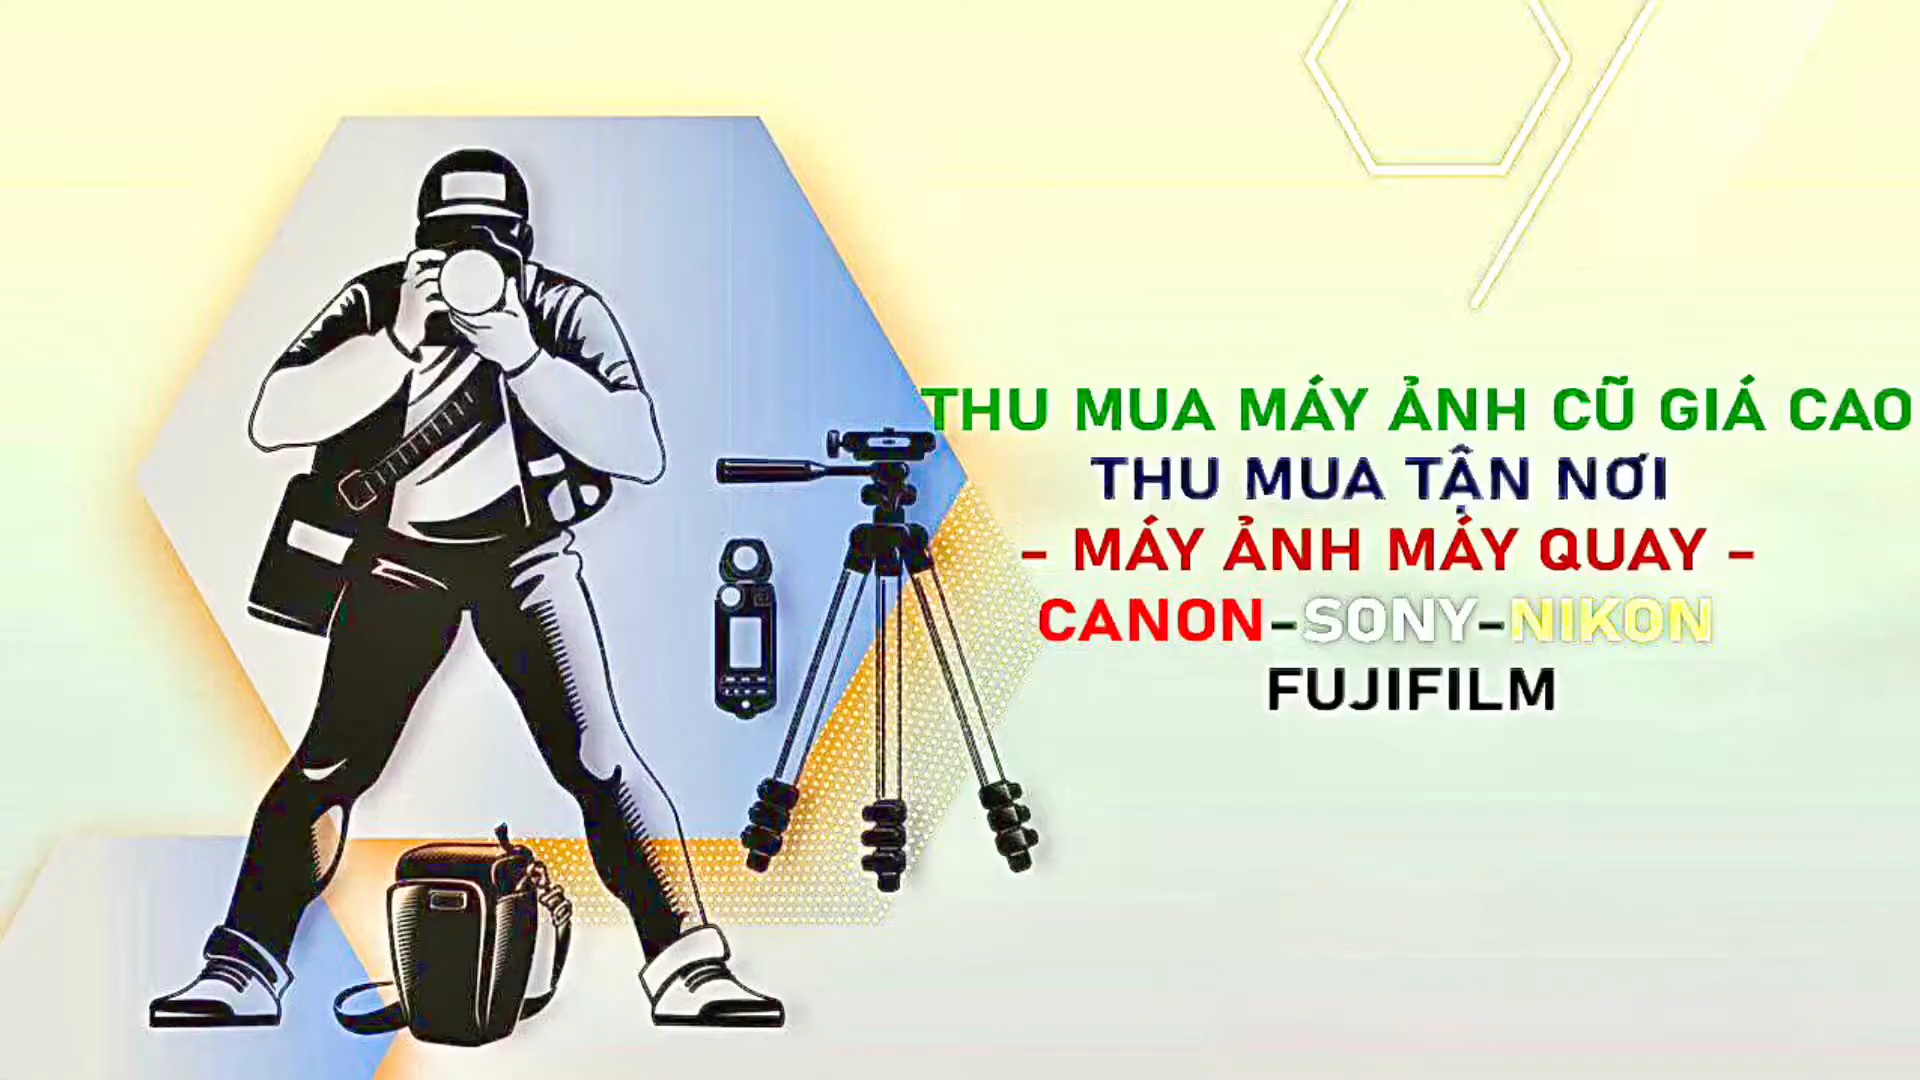 THU MUA MÁY ẢNH CŨ GIÁ CAO
THU MUA TẬN NƠI
- MÁY ẢNH MÁY QUAY -
CANON-SONY-NIKON
FUJIFILM